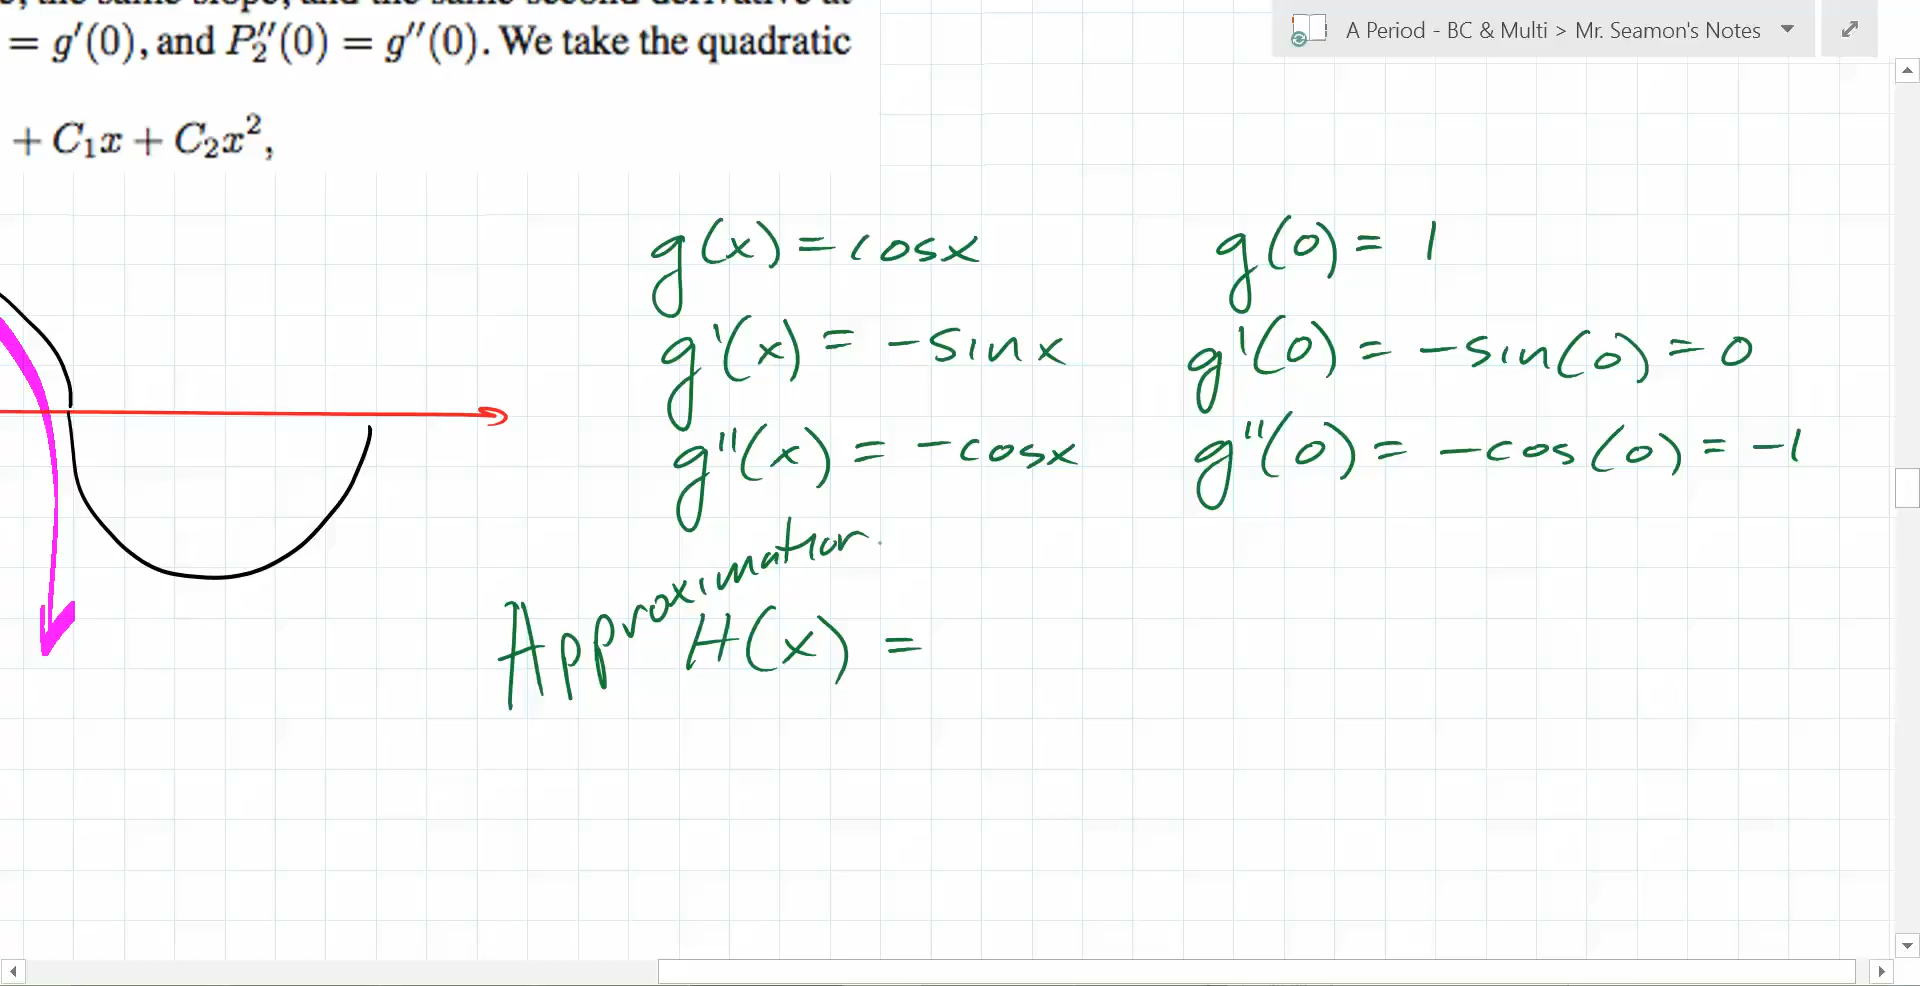 A Period - BC & Multi > Mr. Seamon's Notes
= g′(0), and P₂″(0) = g″(0). We take the quadratic
+ C₁x + C₂x²,
g(x) = cosx
g(0) = 1
g'(x) = -sinx
g'(0) = -sin(0) = 0
g''(x) = -cosx
g''(0) = -cos(0) = -1
Approximation
H(x) =